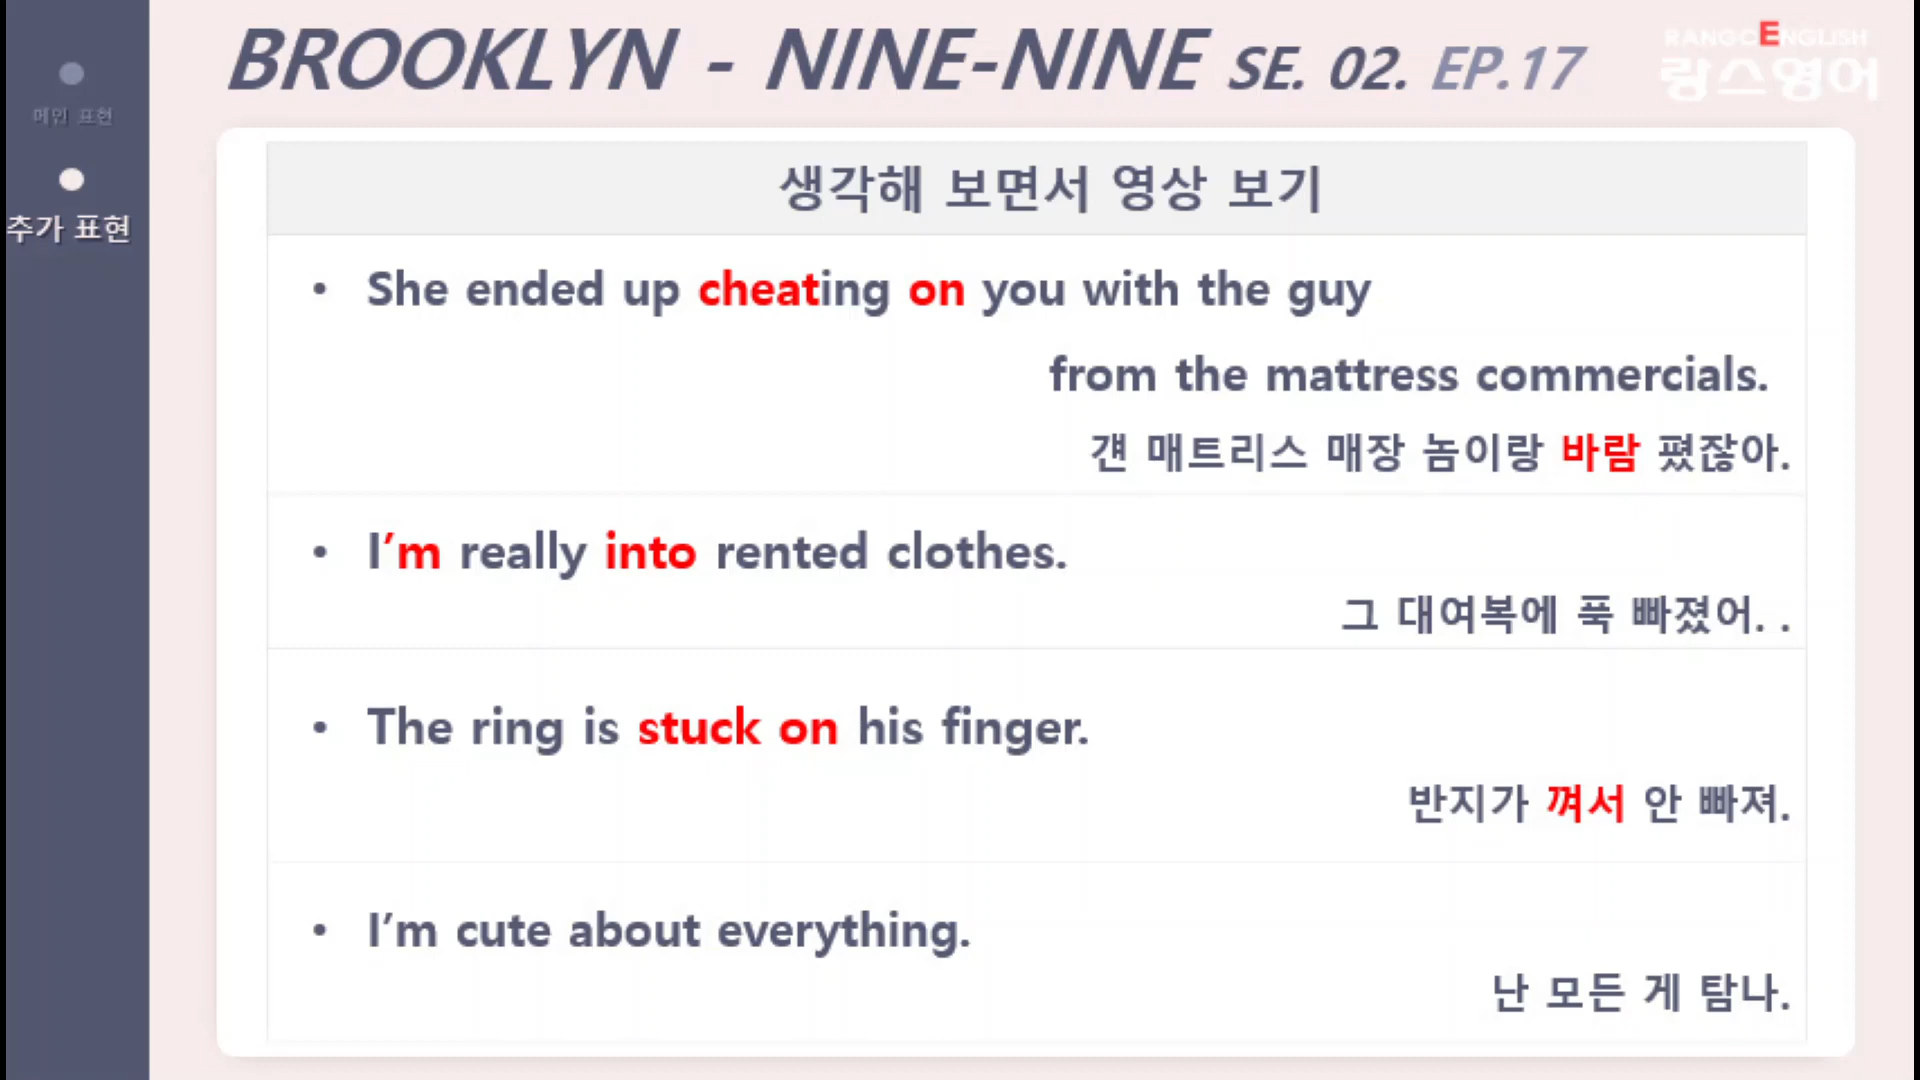 BROOKLYN - NINE-NINE SE. 02. EP.17
RANGCENGLISH
랑스영어
메인 표현
추가 표현
생각해 보면서 영상 보기
• She ended up cheating on you with the guy
from the mattress commercials.
걘 매트리스 매장 놈이랑 바람 폈잖아.
• I’m really into rented clothes.
그 대여복에 푹 빠졌어. .
• The ring is stuck on his finger.
반지가 껴서 안 빠져.
• I’m cute about everything.
난 모든 게 탐나.